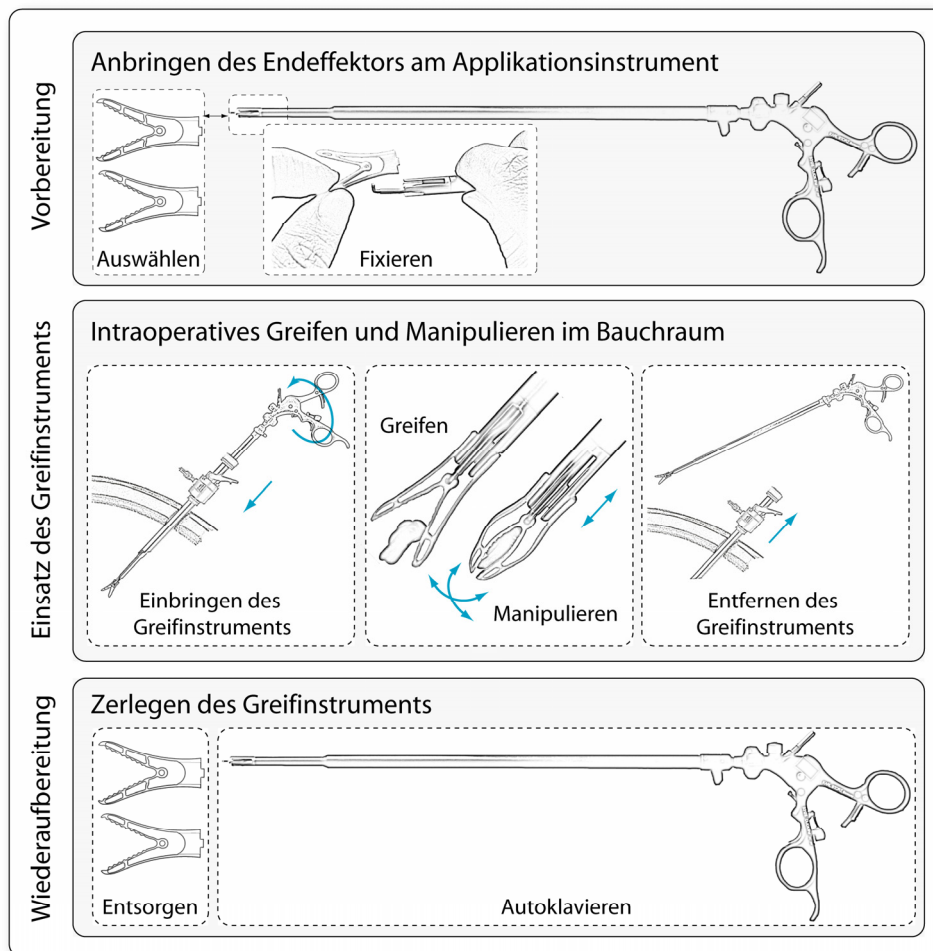 Vorbereitung
Anbringen des Endeffektors am Applikationsinstrument
Auswählen
Fixieren
Einsatz des Greifinstruments
Intraoperatives Greifen und Manipulieren im Bauchraum
Einbringen des
Greifinstruments
Greifen
Manipulieren
Entfernen des
Greifinstruments
Wiederaufbereitung
Zerlegen des Greifinstruments
Entsorgen
Autoklavieren